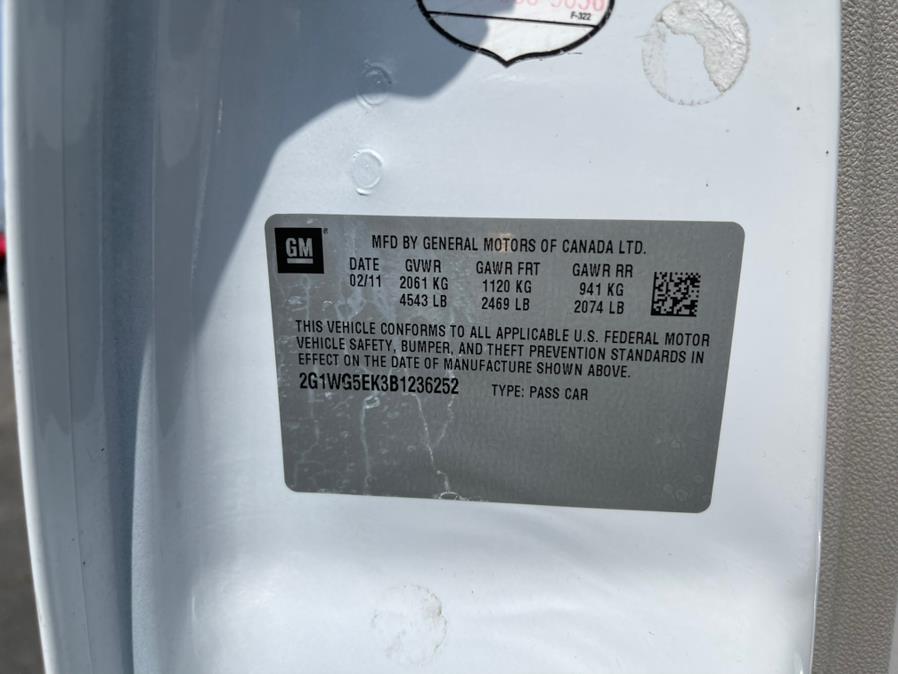 F-322
GM®
MFD BY GENERAL MOTORS OF CANADA LTD.
DATE GVWR GAWR FRT GAWR RR
02/11 2061 KG 1120 KG 941 KG
4543 LB 2469 LB 2074 LB
THIS VEHICLE CONFORMS TO ALL APPLICABLE U.S. FEDERAL MOTOR
VEHICLE SAFETY, BUMPER, AND THEFT PREVENTION STANDARDS IN
EFFECT ON THE DATE OF MANUFACTURE SHOWN ABOVE.
2G1WG5EK3B1236252 TYPE: PASS CAR